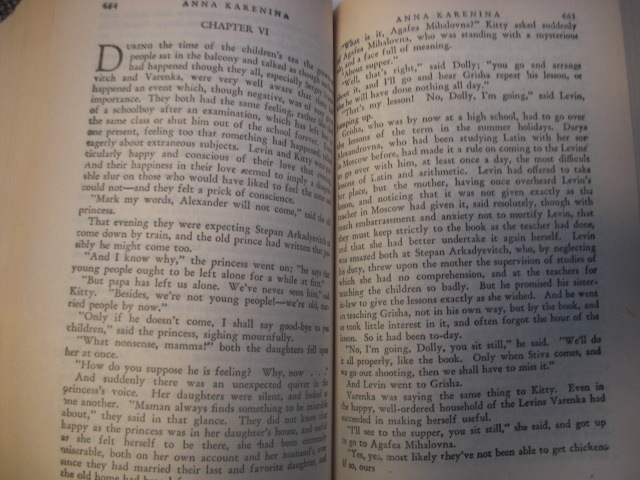 664 ANNA KARENINA
CHAPTER VI
DURING the time of the children's tea the
people sat in the balcony and talked as though
had happened though they all, especially
vitch and Varenka, were very well aware that
happened an event which, though negative, was of
importance. They both had the same feeling, rather like
of a schoolboy after an examination, which has left
the same class or shut him out of the school forever.
one present, feeling too that something had happened,
eagerly about extraneous subjects. Levin and Kitty were
ticularly happy and conscious of their love that
And their happiness in their love seemed to imply a
ble slur on those who would have liked to feel the same
could not—and they felt a prick of conscience.
"Mark my words, Alexander will not come," said the old
princess.
That evening they were expecting Stepan Arkadyevitch to
come down by train, and the old prince had written that
sibly he might come too.
"And I know why," the princess went on; "he says that
young people ought to be left alone for a while at first."
"But papa has left us alone. We've never seen him," said
Kitty. "Besides, we're not young people!—we're old, mar-
ried people by now."
"Only if he doesn't come, I shall say good-bye to you
children," said the princess, sighing mournfully.
"What nonsense, mamma!" both the daughters fell upon
her at once.
"How do you suppose he is feeling? Why, now . . ."
And suddenly there was an unexpected quiver in the
princess's voice. Her daughters were silent, and looked at
one another. "Maman always finds something to be
about," they said in that glance. They did not know that
happy as the princess was in her daughter's house, and useful
as she felt herself to be there, she had been extremely
miserable, both on her own account and her husband's, ever
since they had married their last and favorite daughter, and
the old home had been
ANNA KARENINA 665
"What is it, Agafea Mihalovna?" Kitty asked suddenly
Agafea Mihalovna, who was standing with a mysterious
and a face full of meaning.
"About supper."
"Well, that's right," said Dolly; "you go and arrange
about it, and I'll go and hear Grisha repeat his lesson, or
he will have done nothing all day."
"That's my lesson! No, Dolly, I'm going," said Levin,
jumping up.
Grisha, who was by now at a high school, had to go over
the lessons of the term in the summer holidays. Darya
Alexandrovna, who had been studying Latin with her son
in Moscow before, had made it a rule on coming to the Levins'
to go over with him, at least once a day, the most difficult
lessons of Latin and arithmetic. Levin had offered to take
her place, but the mother, having once overheard Levin's
lesson, and noticing that it was not given exactly as the
teacher in Moscow had given it, said resolutely, though with
much embarrassment and anxiety not to mortify Levin, that
they must keep strictly to the book as the teacher had done,
and that she had better undertake it again herself. Levin
was amazed both at Stepan Arkadyevitch, who, by neglecting
his duty, threw upon the mother the supervision of studies of
which she had no comprehension, and at the teachers for
teaching the children so badly. But he promised his sister-
in-law to give the lessons exactly as she wished. And he went
on teaching Grisha, not in his own way, but by the book, and
so took little interest in it, and often forgot the hour of the
lesson. So it had been to-day.
"No, I'm going, Dolly, you sit still," he said. "We'll do
it all properly, like the book. Only when Stiva comes, and
we go out shooting, then we shall have to miss it."
And Levin went to Grisha.
Varenka was saying the same thing to Kitty. Even in
the happy, well-ordered household of the Levins Varenka had
succeeded in making herself useful.
"I'll see to the supper, you sit still," she said, and got up
to go to Agafea Mihalovna.
"Yes, yes, most likely they've not been able to get chickens
If so, ours